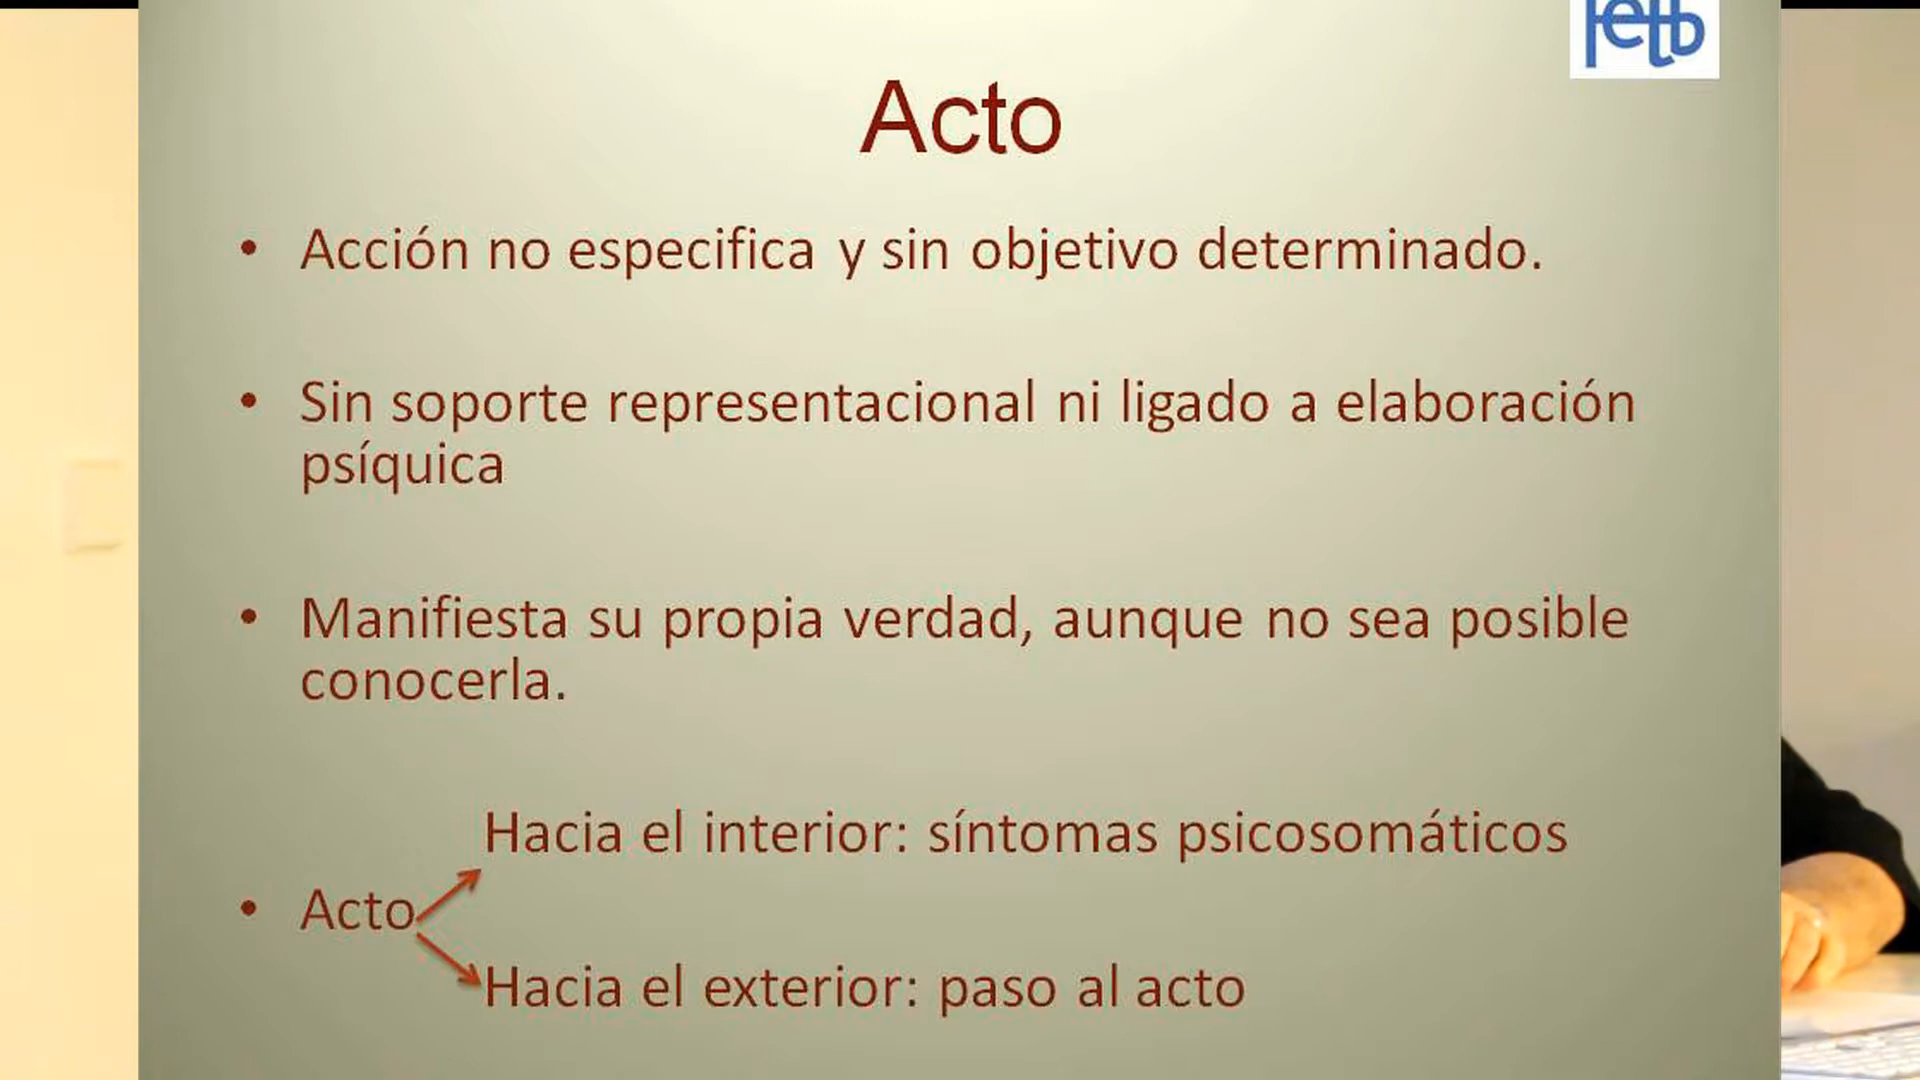 fetb
Acto
• Acción no especifica y sin objetivo determinado.
• Sin soporte representacional ni ligado a elaboración
psíquica
• Manifiesta su propia verdad, aunque no sea posible
conocerla.
Hacia el interior: síntomas psicosomáticos
• Acto
Hacia el exterior: paso al acto